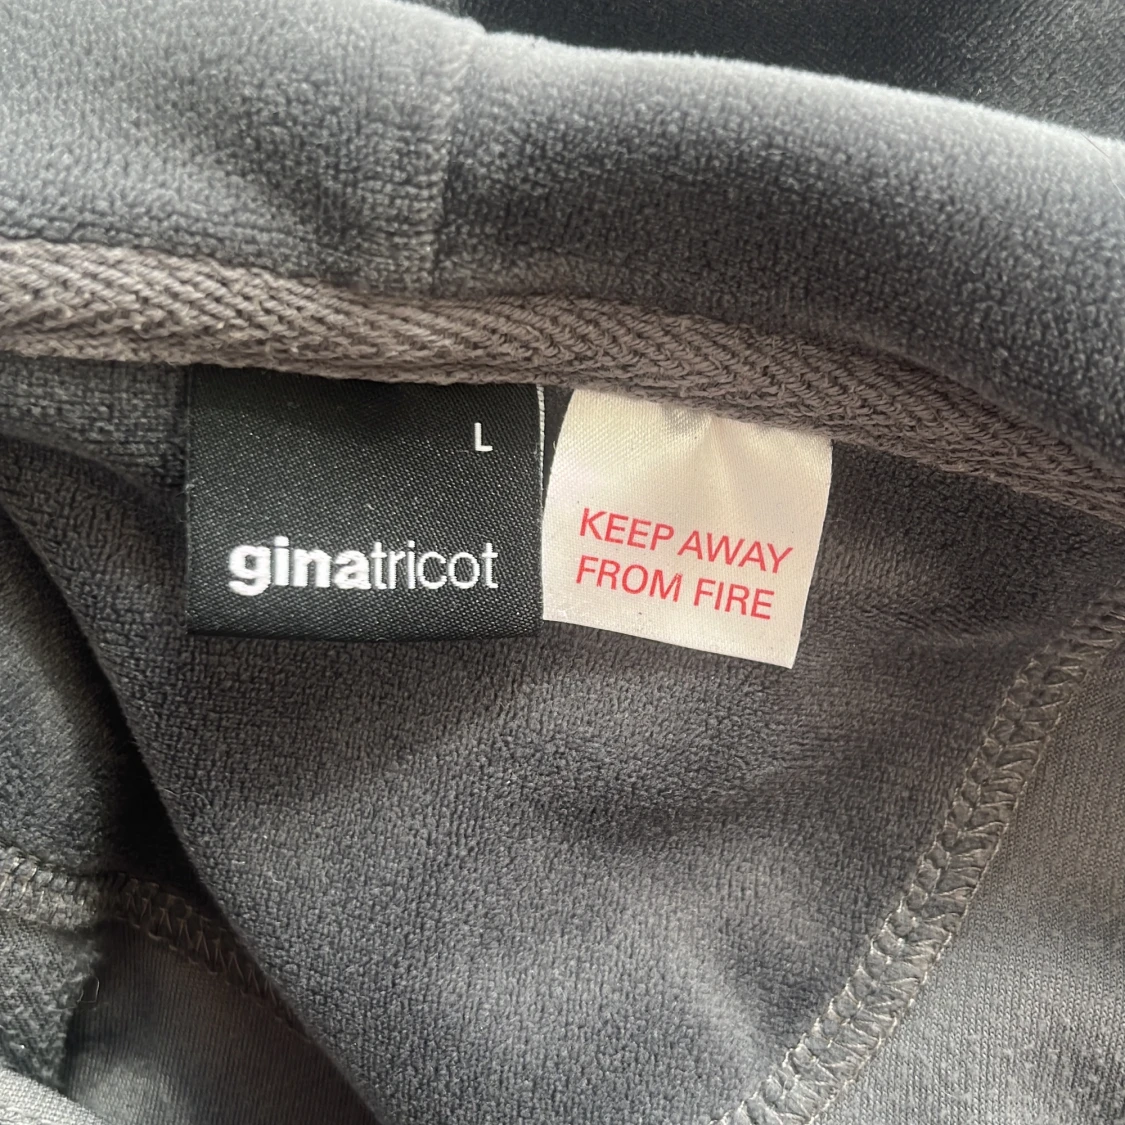 L
ginatricot
KEEP AWAY
FROM FIRE